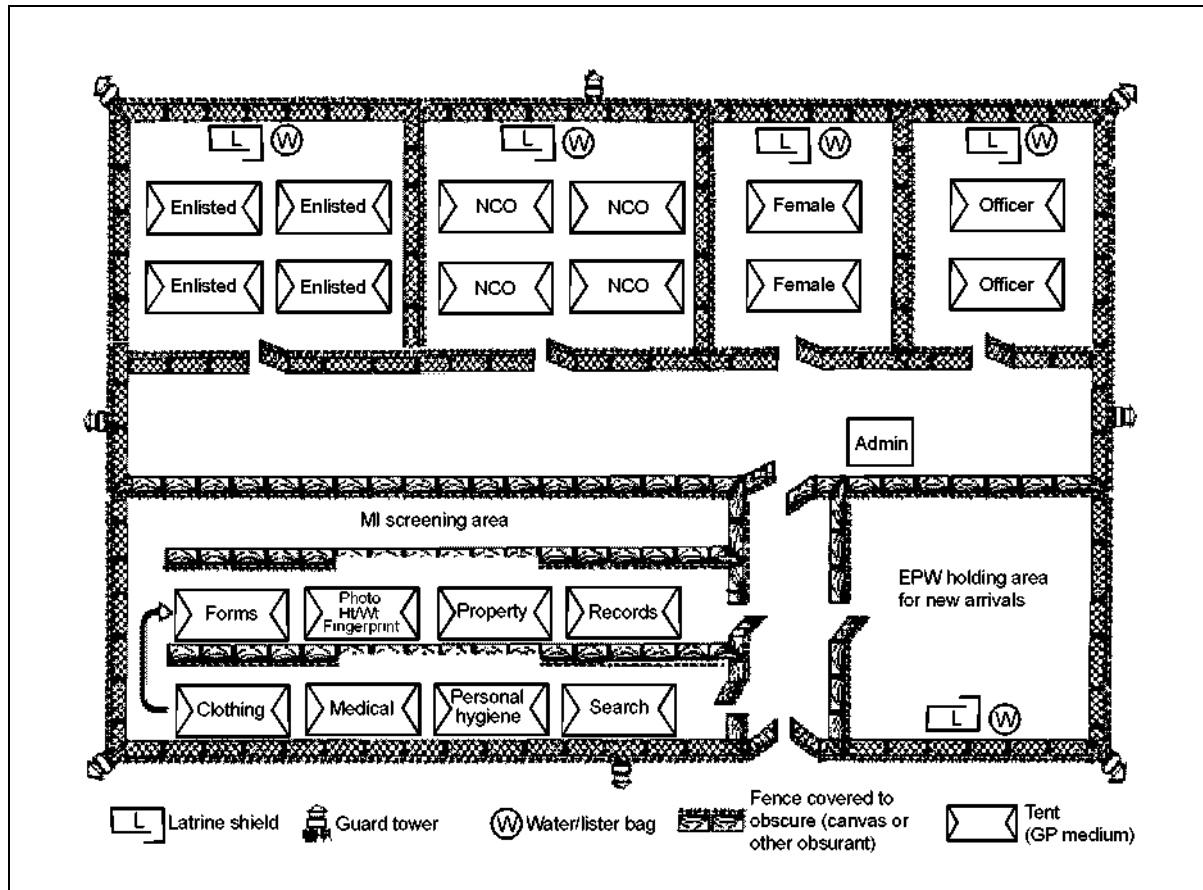 L W L W L W L W
Enlisted Enlisted NCO NCO Female Officer
Enlisted Enlisted NCO NCO Female Officer
Admin
MI screening area
EPW holding area
for new arrivals
Forms
Photo
Ht/Wt
Fingerprint
Property
Records
Clothing
Medical
Personal
hygiene
Search
L W
L Latrine shield
Guard tower
W Water/lister bag
Fence covered to
obscure (canvas or
other obsurant)
Tent
(GP medium)